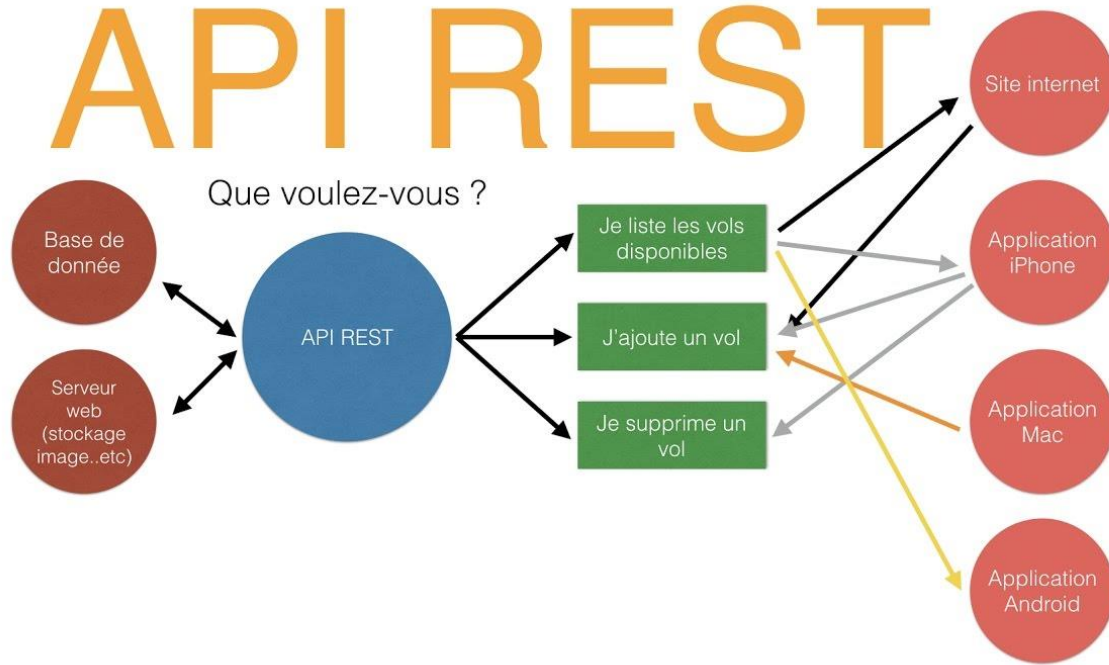 API REST
Que voulez-vous ?
Base de
donnée
Serveur
web
(stockage
image..etc)
API REST
Je liste les vols
disponibles
J'ajoute un vol
Je supprime un
vol
Site internet
Application
iPhone
Application
Mac
Application
Android